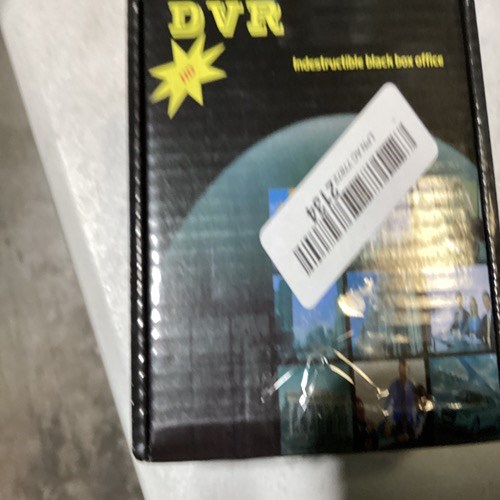 DVR
HD
Indestructible black box office
2134